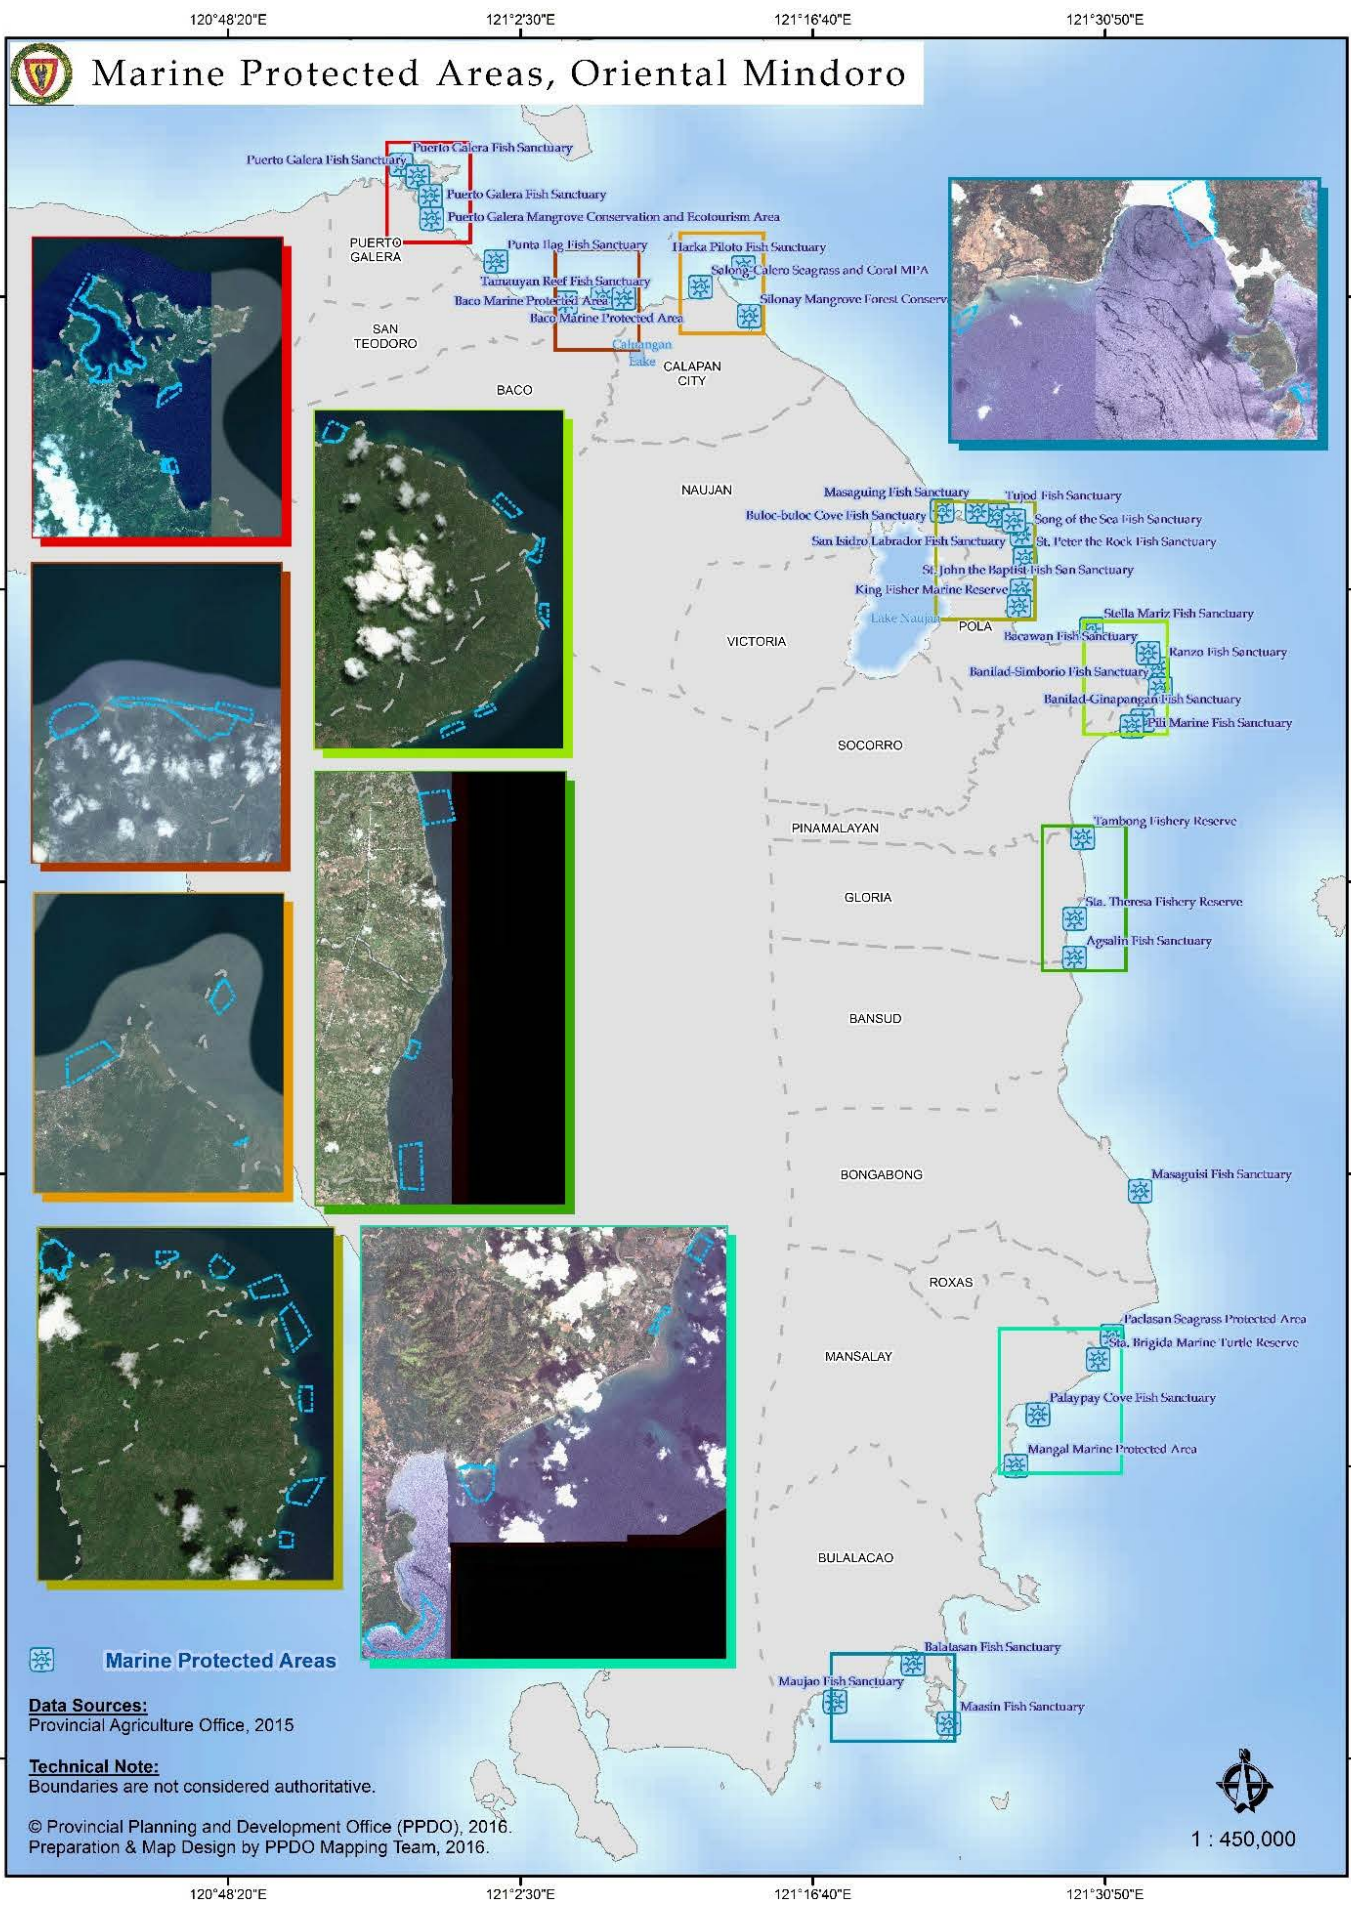 120°48'20"E
121°2'30"E
121°16'40"E
121°30'50"E
Marine Protected Areas, Oriental Mindoro
Puerto Galera Fish Sanctuary
Puerto Galera Fish Sanctuary
Puerto Galera Fish Sanctuary
Puerto Galera Mangrove Conservation and Ecotourism Area
PUERTO
GALERA
Punta Ilag Fish Sanctuary
Harka Piloto Fish Sanctuary
Salong-Calero Seagrass and Coral MPA
Tamauyan Reef Fish Sanctuary
Baco Marine Protected Area
Silonay Mangrove Forest Conserv
Baco Marine Protected Area
SAN
TEODORO
Caluangan
Lake
CALAPAN
CITY
BACO
NAUJAN
Masaguing Fish Sanctuary
Tujod Fish Sanctuary
Buloc-buloc Cove Fish Sanctuary
Song of the Sea Fish Sanctuary
San Isidro Labrador Fish Sanctuary
St. Peter the Rock Fish Sanctuary
St. John the Baptist Fish San Sanctuary
King Fisher Marine Reserve
Lake Naujan
POLA
Stella Mariz Fish Sanctuary
Bacawan Fish Sanctuary
VICTORIA
Ranzo Fish Sanctuary
Banilad-Simborio Fish Sanctuary
Banilad-Ginapangan Fish Sanctuary
Pili Marine Fish Sanctuary
SOCORRO
PINAMALAYAN
Tambong Fishery Reserve
GLORIA
Sta. Theresa Fishery Reserve
Agsalin Fish Sanctuary
BANSUD
BONGABONG
Masaguisi Fish Sanctuary
ROXAS
Paclasan Seagrass Protected Area
Sta. Brigida Marine Turtle Reserve
MANSALAY
Palaypay Cove Fish Sanctuary
Mangal Marine Protected Area
BULALACAO
Balatasan Fish Sanctuary
Maujao Fish Sanctuary
Maasin Fish Sanctuary
Marine Protected Areas
Data Sources:
Provincial Agriculture Office, 2015
Technical Note:
Boundaries are not considered authoritative.
© Provincial Planning and Development Office (PPDO), 2016.
Preparation & Map Design by PPDO Mapping Team, 2016.
1 : 450,000
120°48'20"E
121°2'30"E
121°16'40"E
121°30'50"E